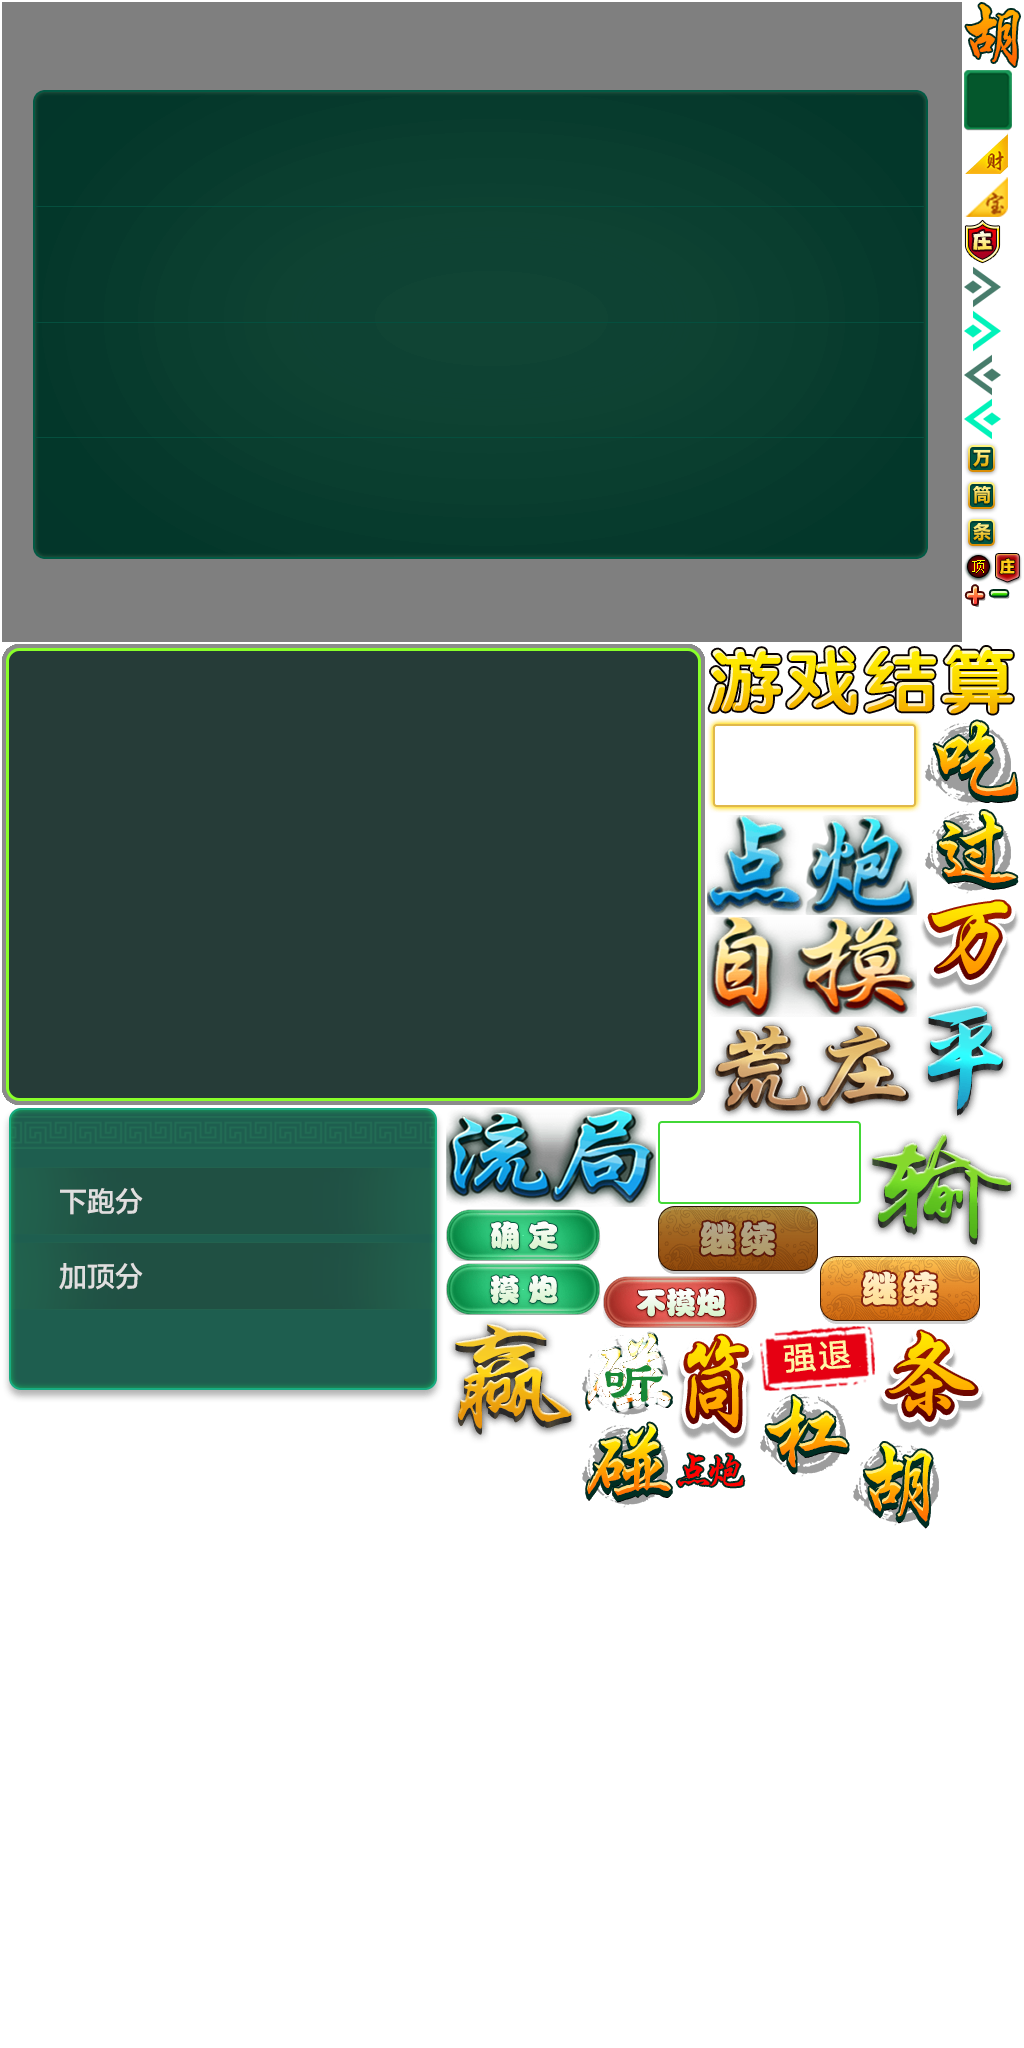 胡
财
宝
庄
万
筒
条
顶 庄
游戏结算
吃
点炮
过
自摸
万
荒庄
平
下跑分
加顶分
流局
输
确定
继续
摸炮
不摸炮
继续
赢
听
筒
强退
条
碰
点炮
杠
胡